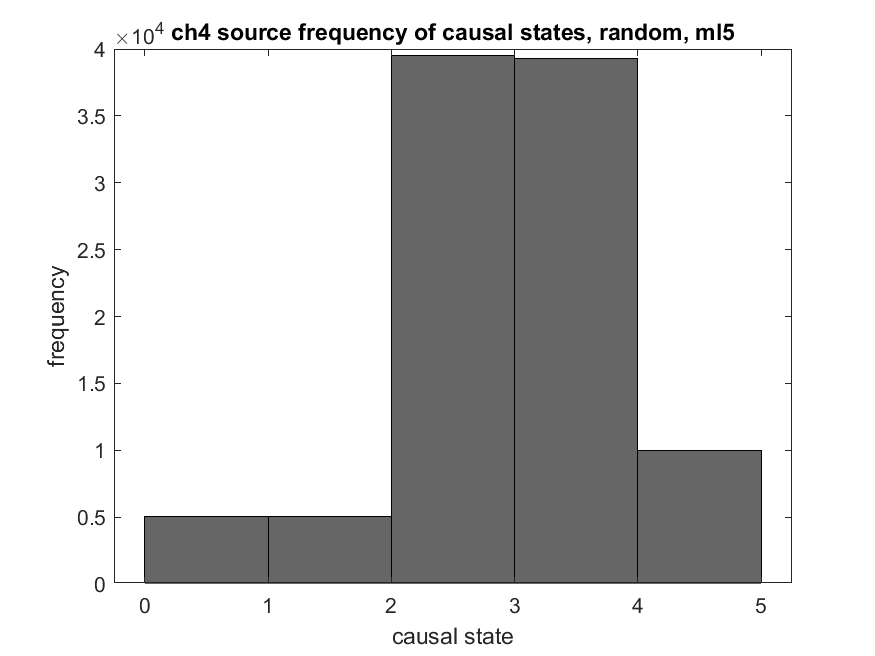 ×10⁴ ch4 source frequency of causal states, random, ml5
4
3.5
3
2.5
2
1.5
1
0.5
0
frequency
0 1 2 3 4 5
causal state